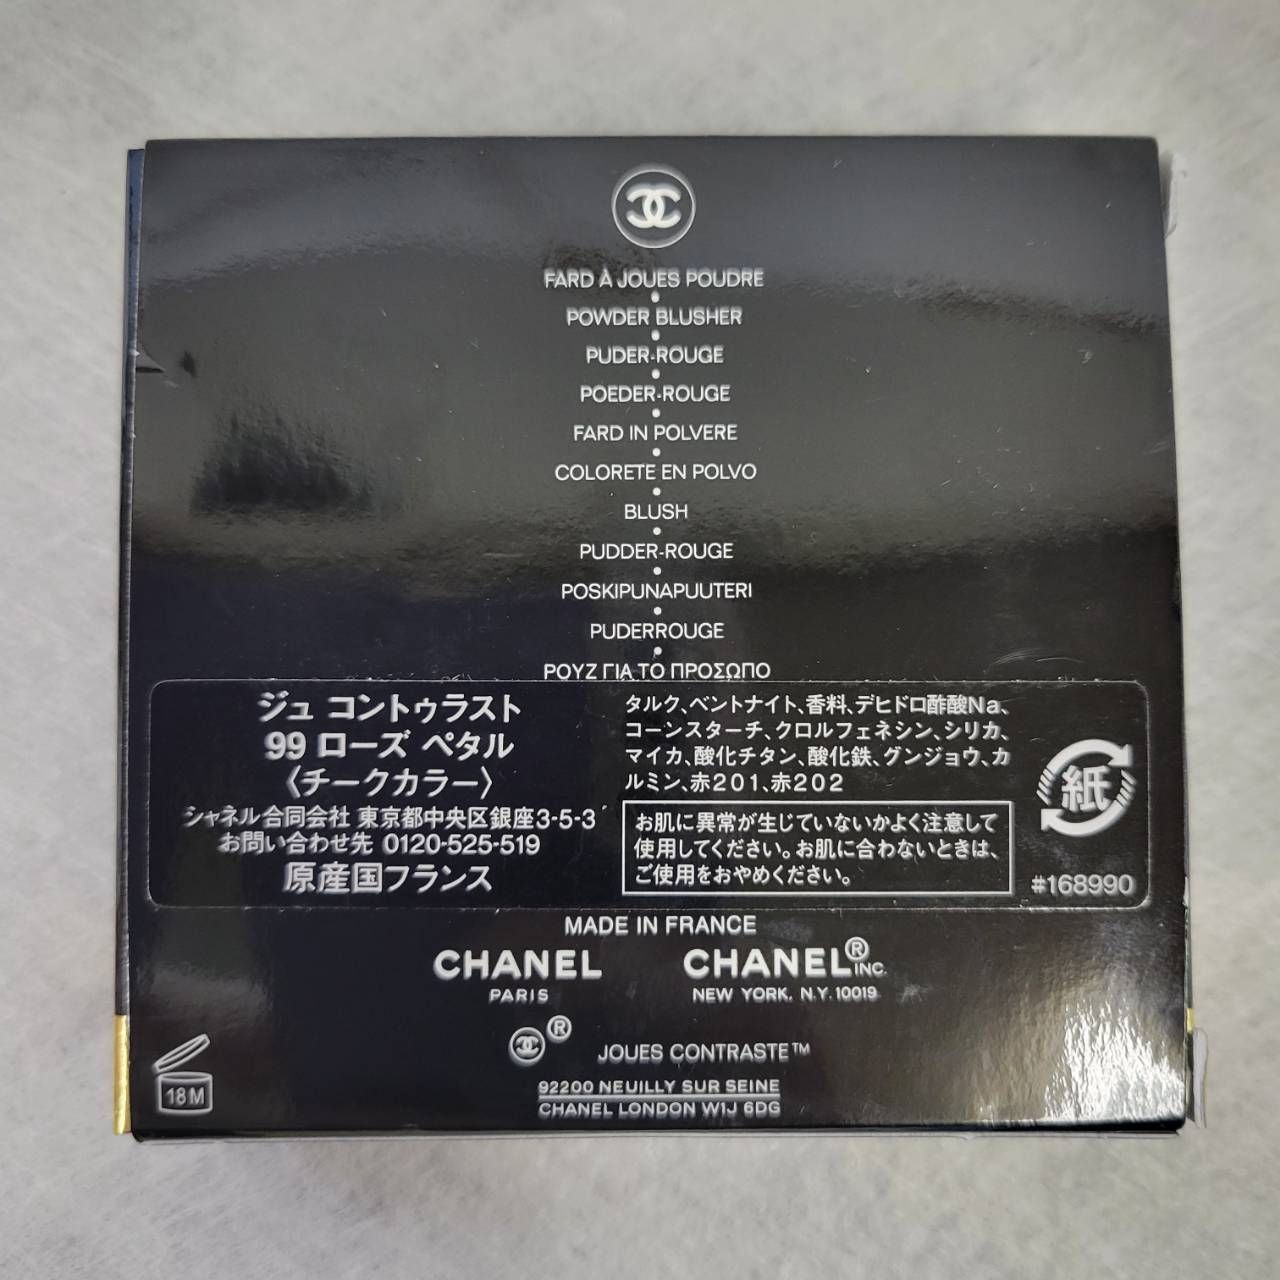 FARD À JOUES POUDRE
POWDER BLUSHER
PUDER-ROUGE
POEDER-ROUGE
FARD IN POLVERE
COLORETE EN POLVO
BLUSH
PUDDER-ROUGE
POSKIPUNAPUUTERI
PUDERROUGE
ΡΟΥΖ ΓΙΑ ΤΟ ΠΡΟΣΩΠΟ
ジュ コントゥラスト
99 ローズ ペタル
〈チークカラー〉
シャネル合同会社 東京都中央区銀座3-5-3
お問い合わせ先 0120-525-519
原産国フランス
タルク、ベントナイト、香料、デヒドロ酢酸Na、
コーンスターチ、クロルフェネシン、シリカ、
マイカ、酸化チタン、酸化鉄、グンジョウ、カ
ルミン、赤201、赤202
お肌に異常が生じていないかよく注意して
使用してください。お肌に合わないときは、
ご使用をおやめください。
紙
#168990
MADE IN FRANCE
CHANEL
PARIS
CHANEL® INC.
NEW YORK, N.Y. 10019
® JOUES CONTRASTE™
92200 NEUILLY SUR SEINE
CHANEL LONDON W1J 6DG
18M